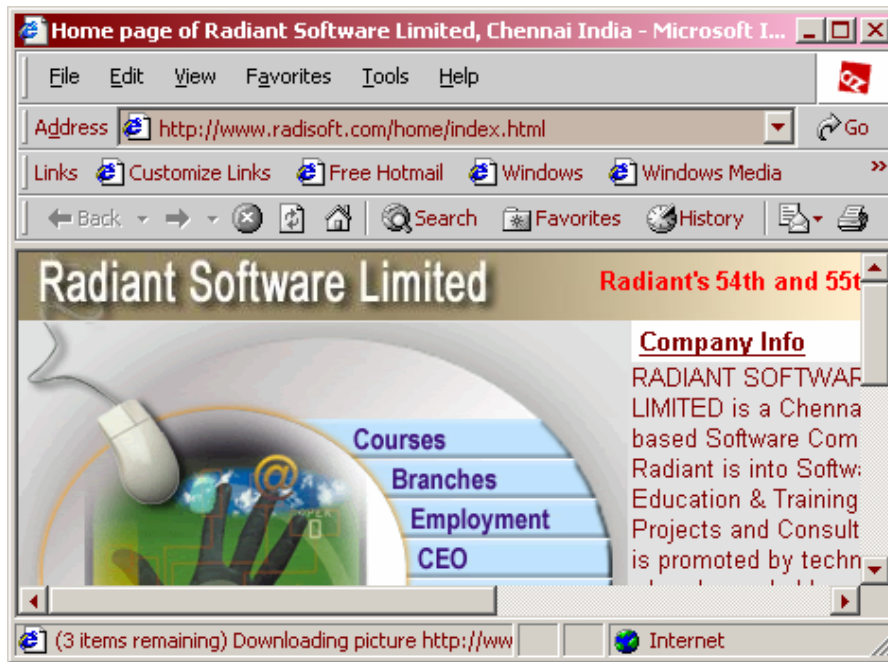 Home page of Radiant Software Limited, Chennai India - Microsoft I...
File Edit View Favorites Tools Help
Address http://www.radisoft.com/home/index.html Go
Links Customize Links Free Hotmail Windows Windows Media »
Back Search Favorites History
Radiant Software Limited Radiant's 54th and 55t
Company Info
RADIANT SOFTWAR
LIMITED is a Chenna
based Software Com
Radiant is into Softw
Education & Training
Projects and Consult
is promoted by techn
Courses
Branches
Employment
CEO
(3 items remaining) Downloading picture http://ww Internet